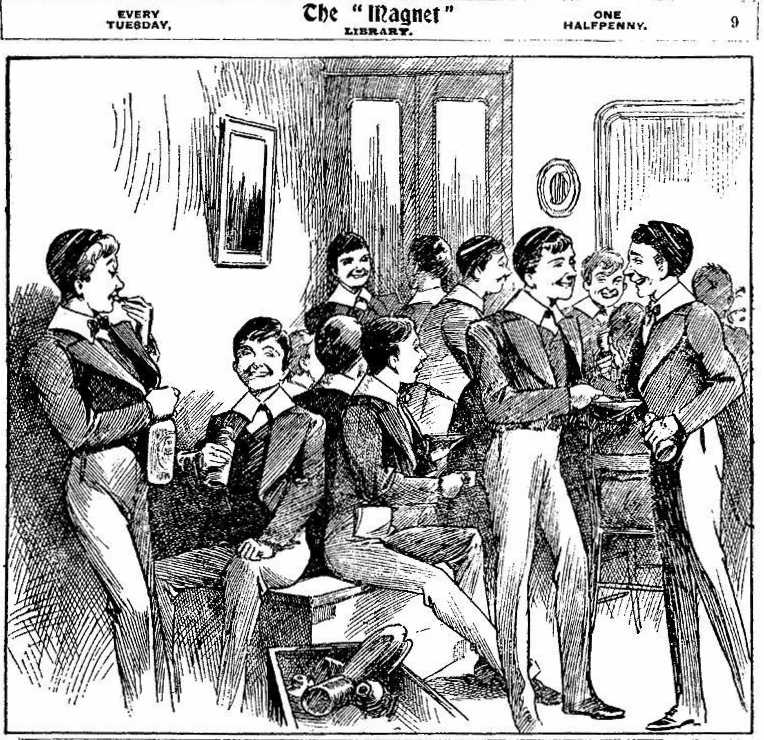 EVERY
TUESDAY,
The "Magnet"
LIBRARY.
ONE
HALFPENNY.
9